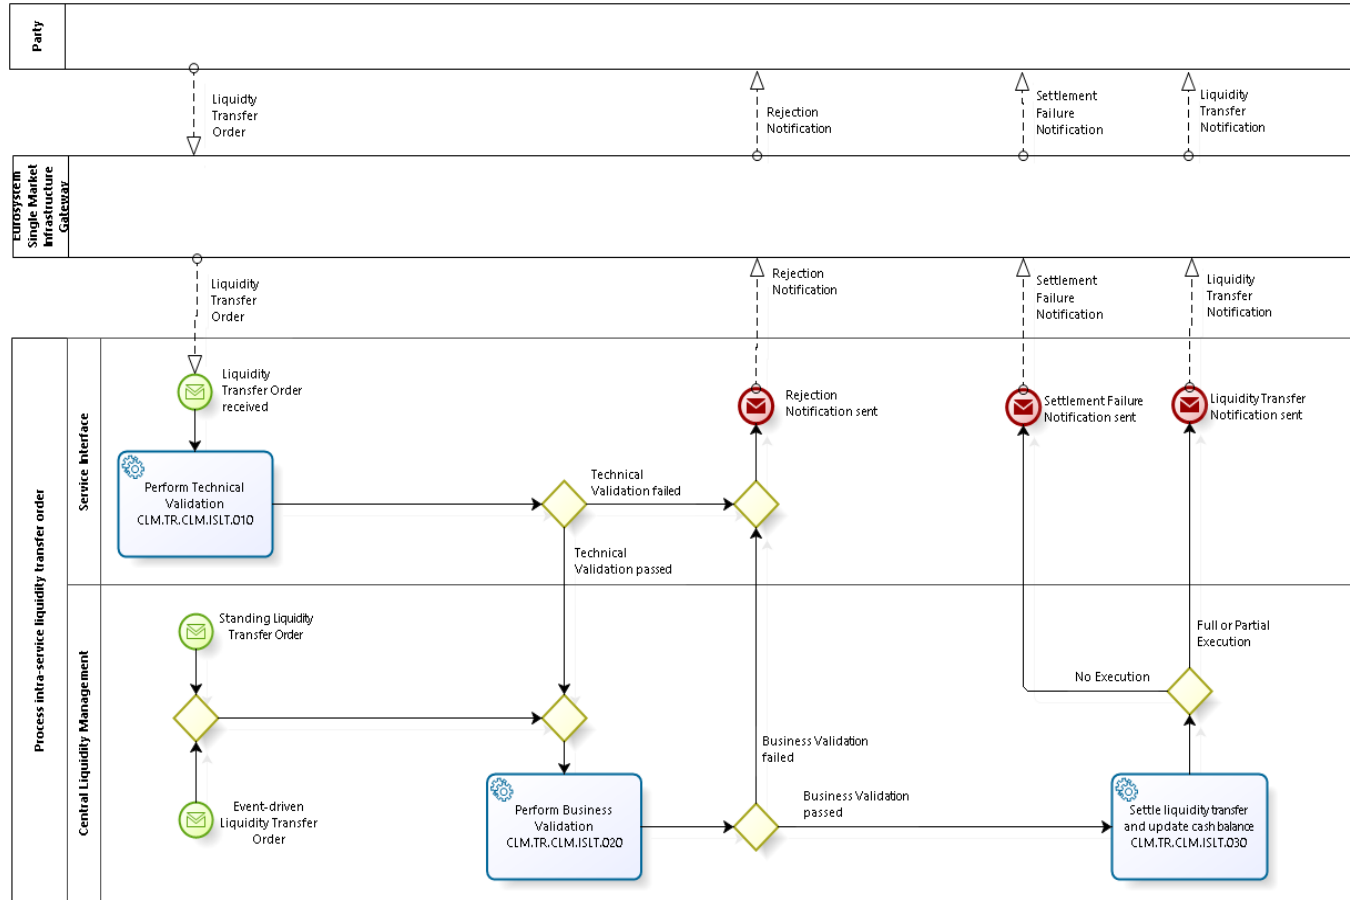 Party
Liquidty
Transfer
Order
Rejection
Notification
Settlement
Failure
Notification
Liquidity
Transfer
Notification
Eurosystem
Single Market
Infrastructure
Gateway
Liquidity
Transfer
Order
Rejection
Notification
Settlement
Failure
Notification
Liquidity
Transfer
Notification
Process intra-service liquidity transfer order
Service Interface
Liquidity
Transfer Order
received
Rejection
Notification sent
Settlement Failure
Notification sent
Liquidity Transfer
Notification sent
Perform Technical
Validation
CLM.TR.CLM.ISLT.010
Technical
Validation failed
Technical
Validation passed
Central Liquidity Management
Standing Liquidity
Transfer Order
Full or Partial
Execution
No Execution
Business Validation
failed
Event-driven
Liquidity Transfer
Order
Perform Business
Validation
CLM.TR.CLM.ISLT.020
Business Validation
passed
Settle liquidity transfer
and update cash balance
CLM.TR.CLM.ISLT.030